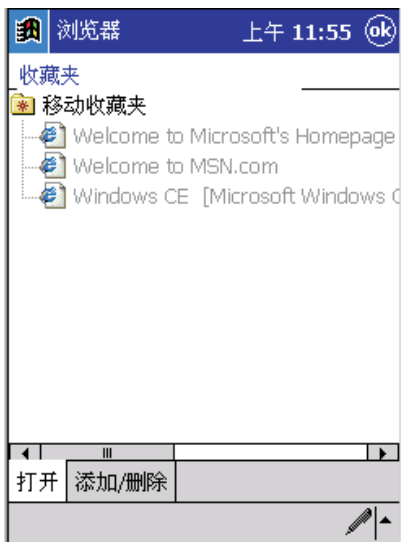 浏览器 上午 11:55 ok
收藏夹
移动收藏夹
Welcome to Microsoft's Homepage
Welcome to MSN.com
Windows CE [Microsoft Windows
打开 添加/删除